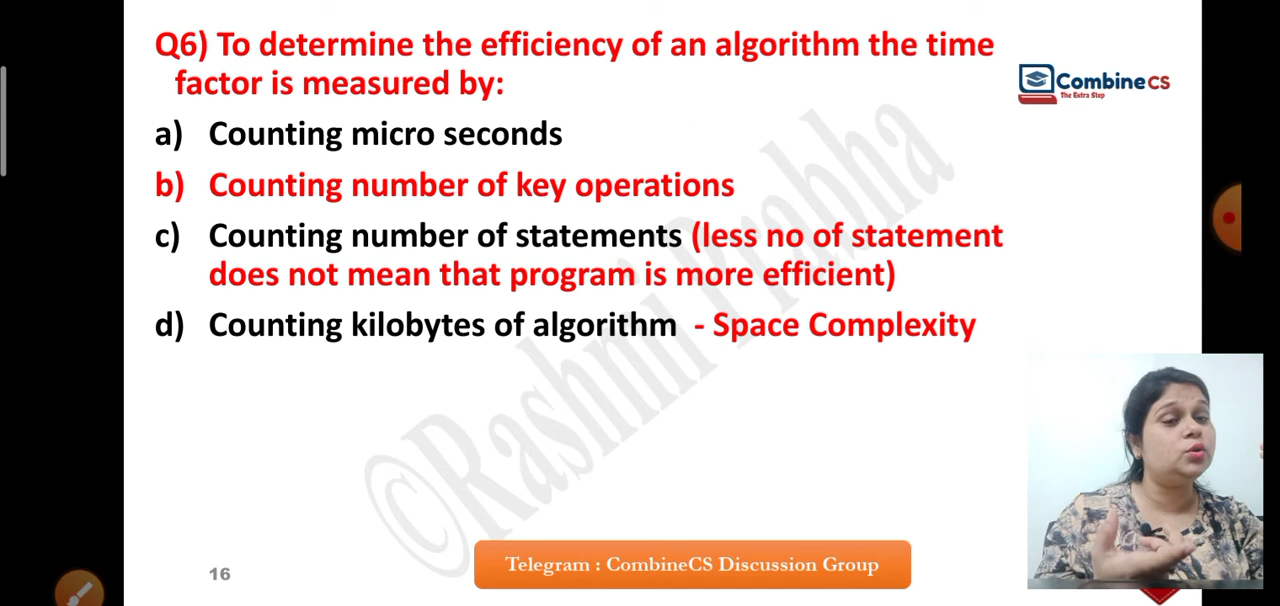 Q6) To determine the efficiency of an algorithm the time
factor is measured by:
CombineCS
The Extra Step
a) Counting micro seconds
b) Counting number of key operations
c) Counting number of statements (less no of statement
does not mean that program is more efficient)
d) Counting kilobytes of algorithm - Space Complexity
©Rashmi Prabha
16
Telegram : CombineCS Discussion Group